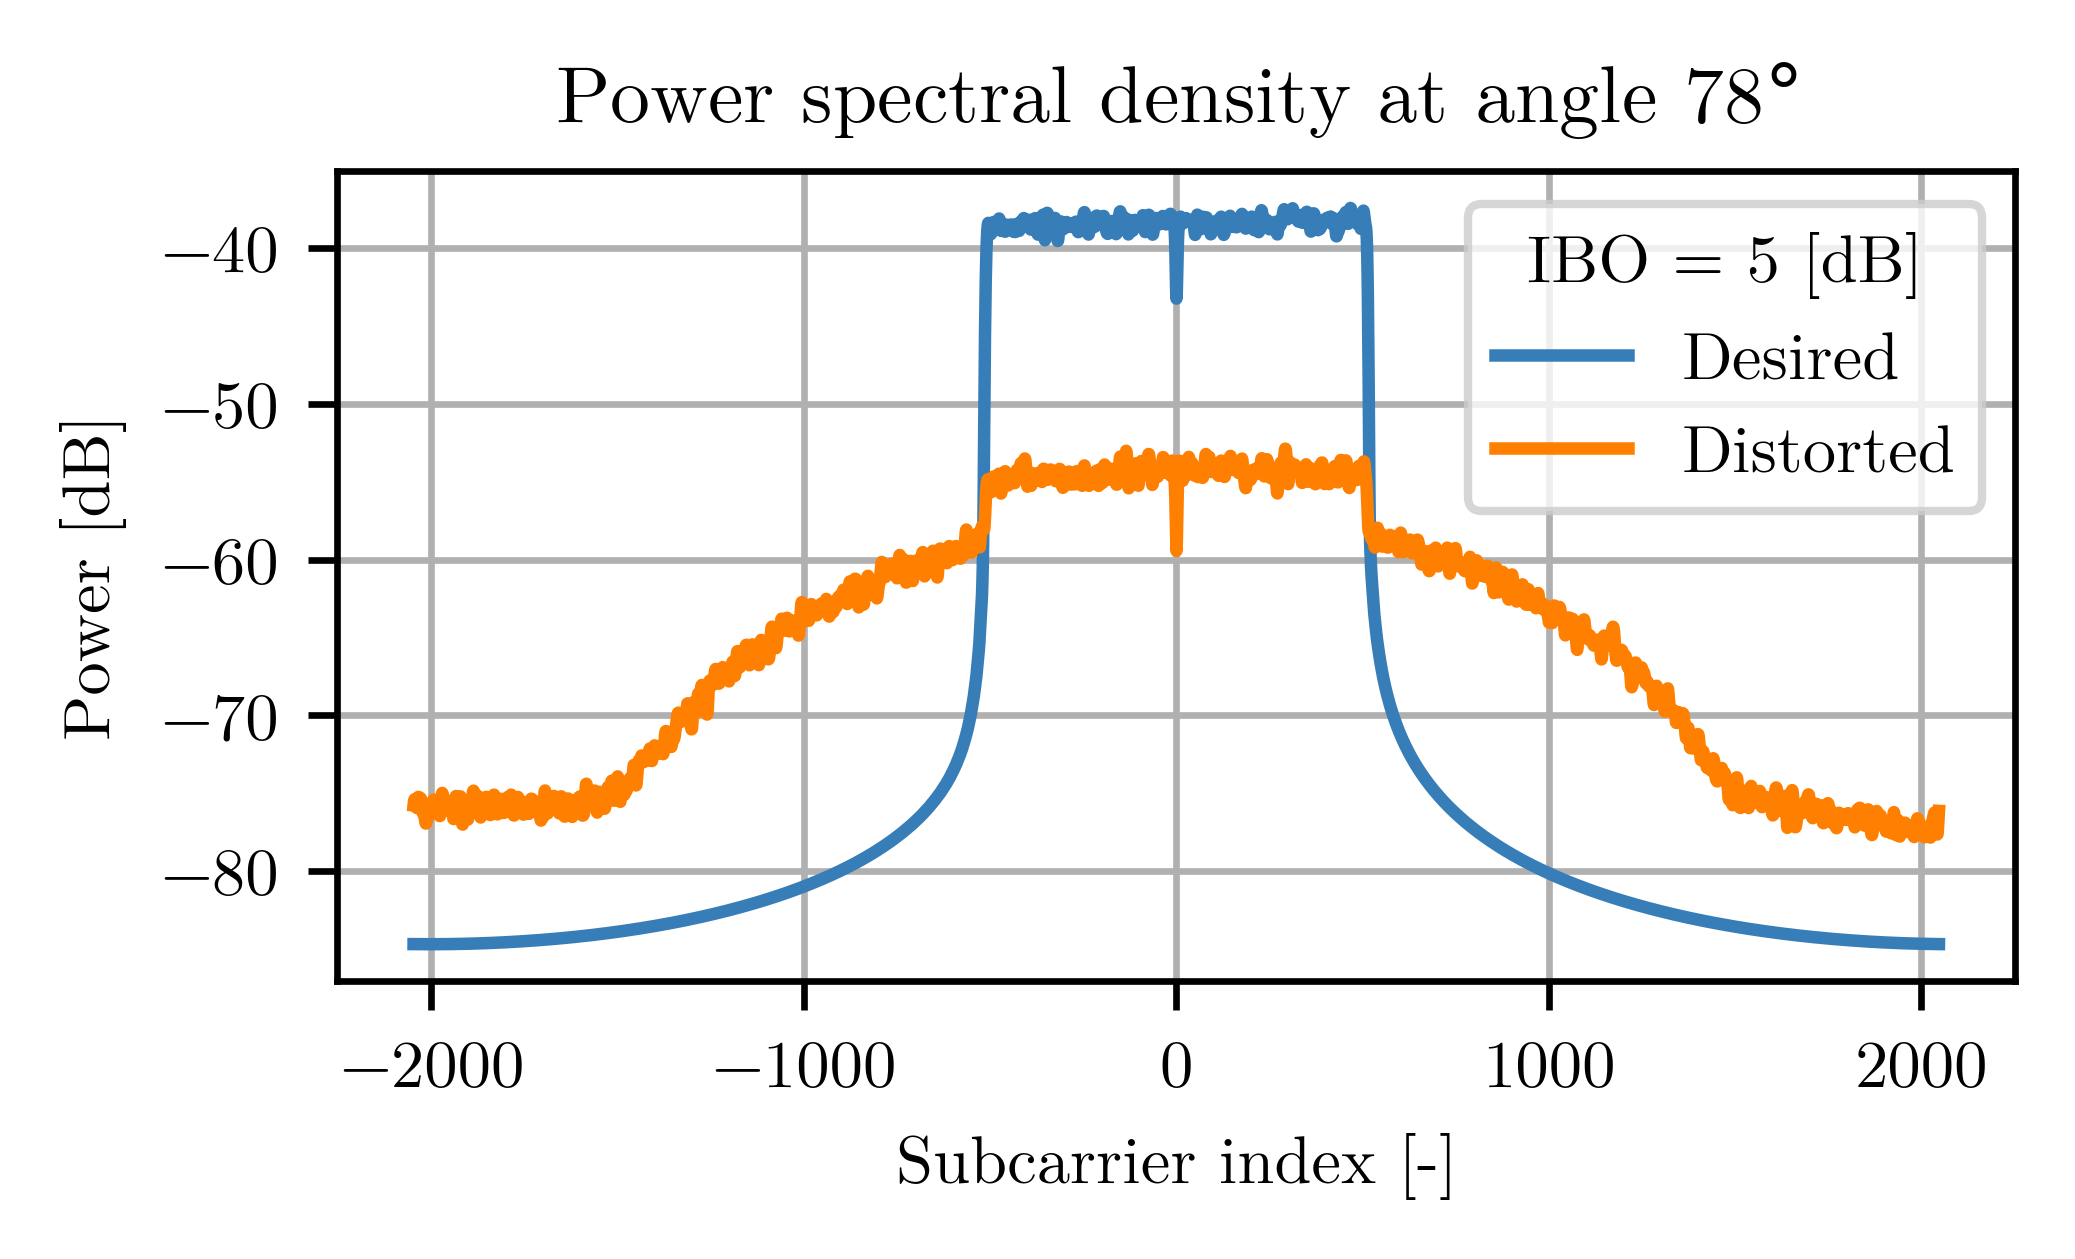 Power spectral density at angle 78°
IBO = 5 [dB]
Desired
Distorted
Power [dB]
−40
−50
−60
−70
−80
−2000
−1000
0
1000
2000
Subcarrier index [-]